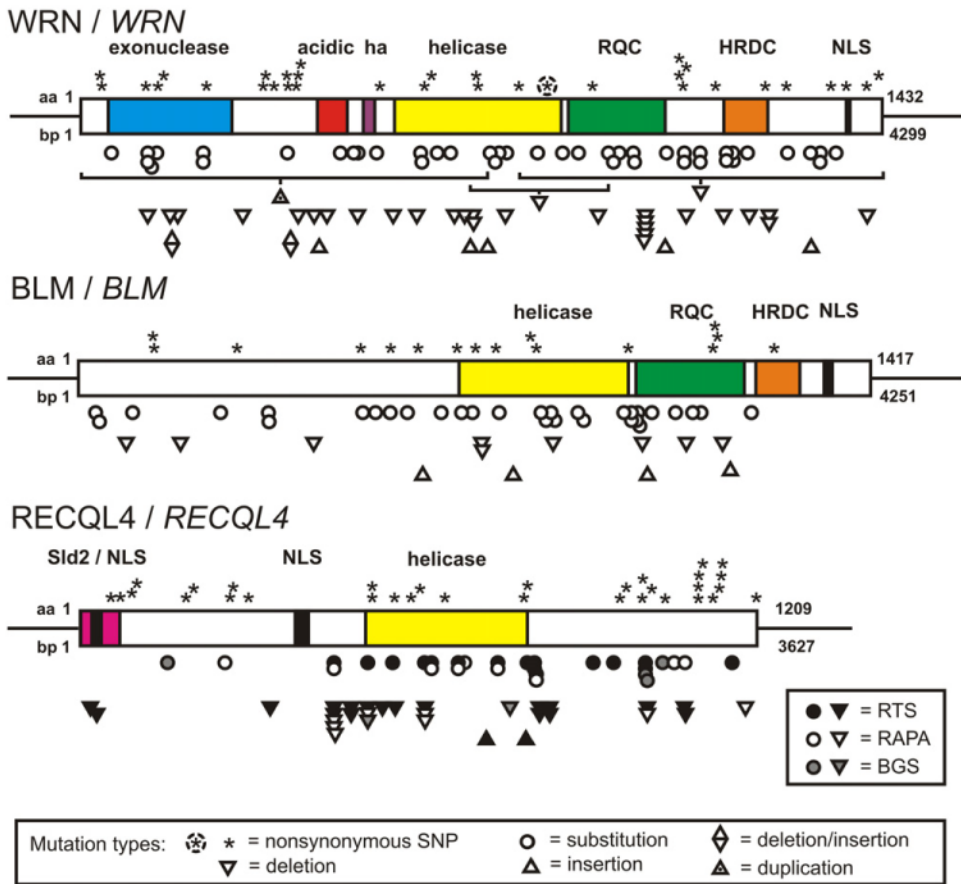 WRN / WRN
exonuclease acidic ha helicase RQC HRDC NLS
aa 1 1432
bp 1 4299
BLM / BLM
helicase RQC HRDC NLS
aa 1 1417
bp 1 4251
RECQL4 / RECQL4
Sld2 / NLS NLS helicase
aa 1 1209
bp 1 3627
= RTS
= RAPA
= BGS
Mutation types: * = nonsynonymous SNP = substitution = deletion/insertion
= deletion = insertion = duplication